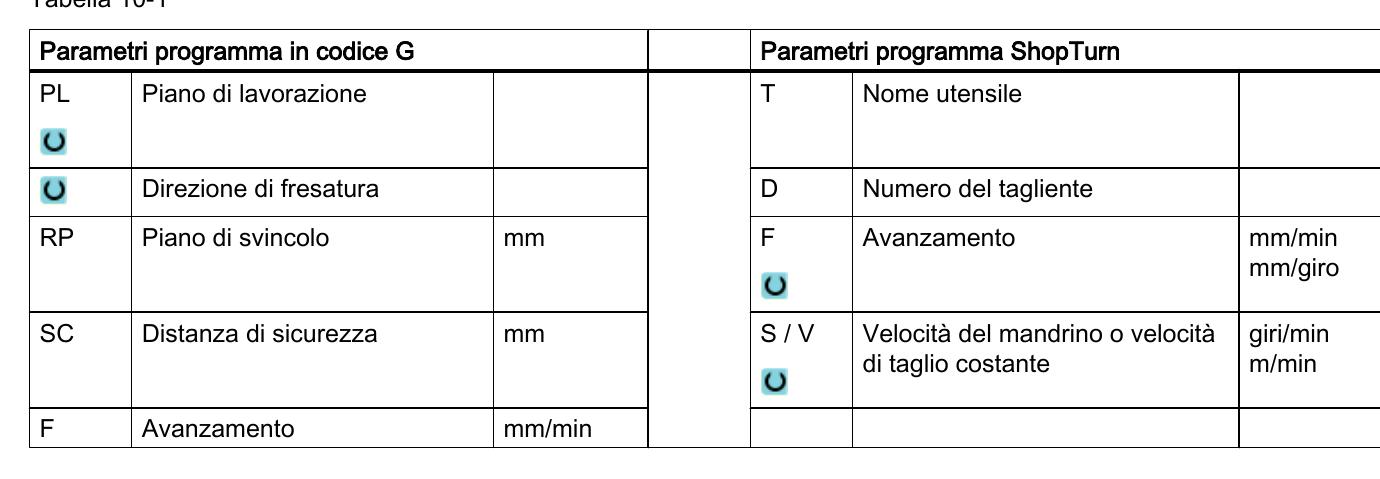 Tabella 10-1
Parametri programma in codice G Parametri programma ShopTurn
PL Piano di lavorazione T Nome utensile
Direzione di fresatura D Numero del tagliente
RP Piano di svincolo mm F Avanzamento mm/min
mm/giro
SC Distanza di sicurezza mm S / V Velocità del mandrino o velocità giri/min
di taglio costante m/min
F Avanzamento mm/min